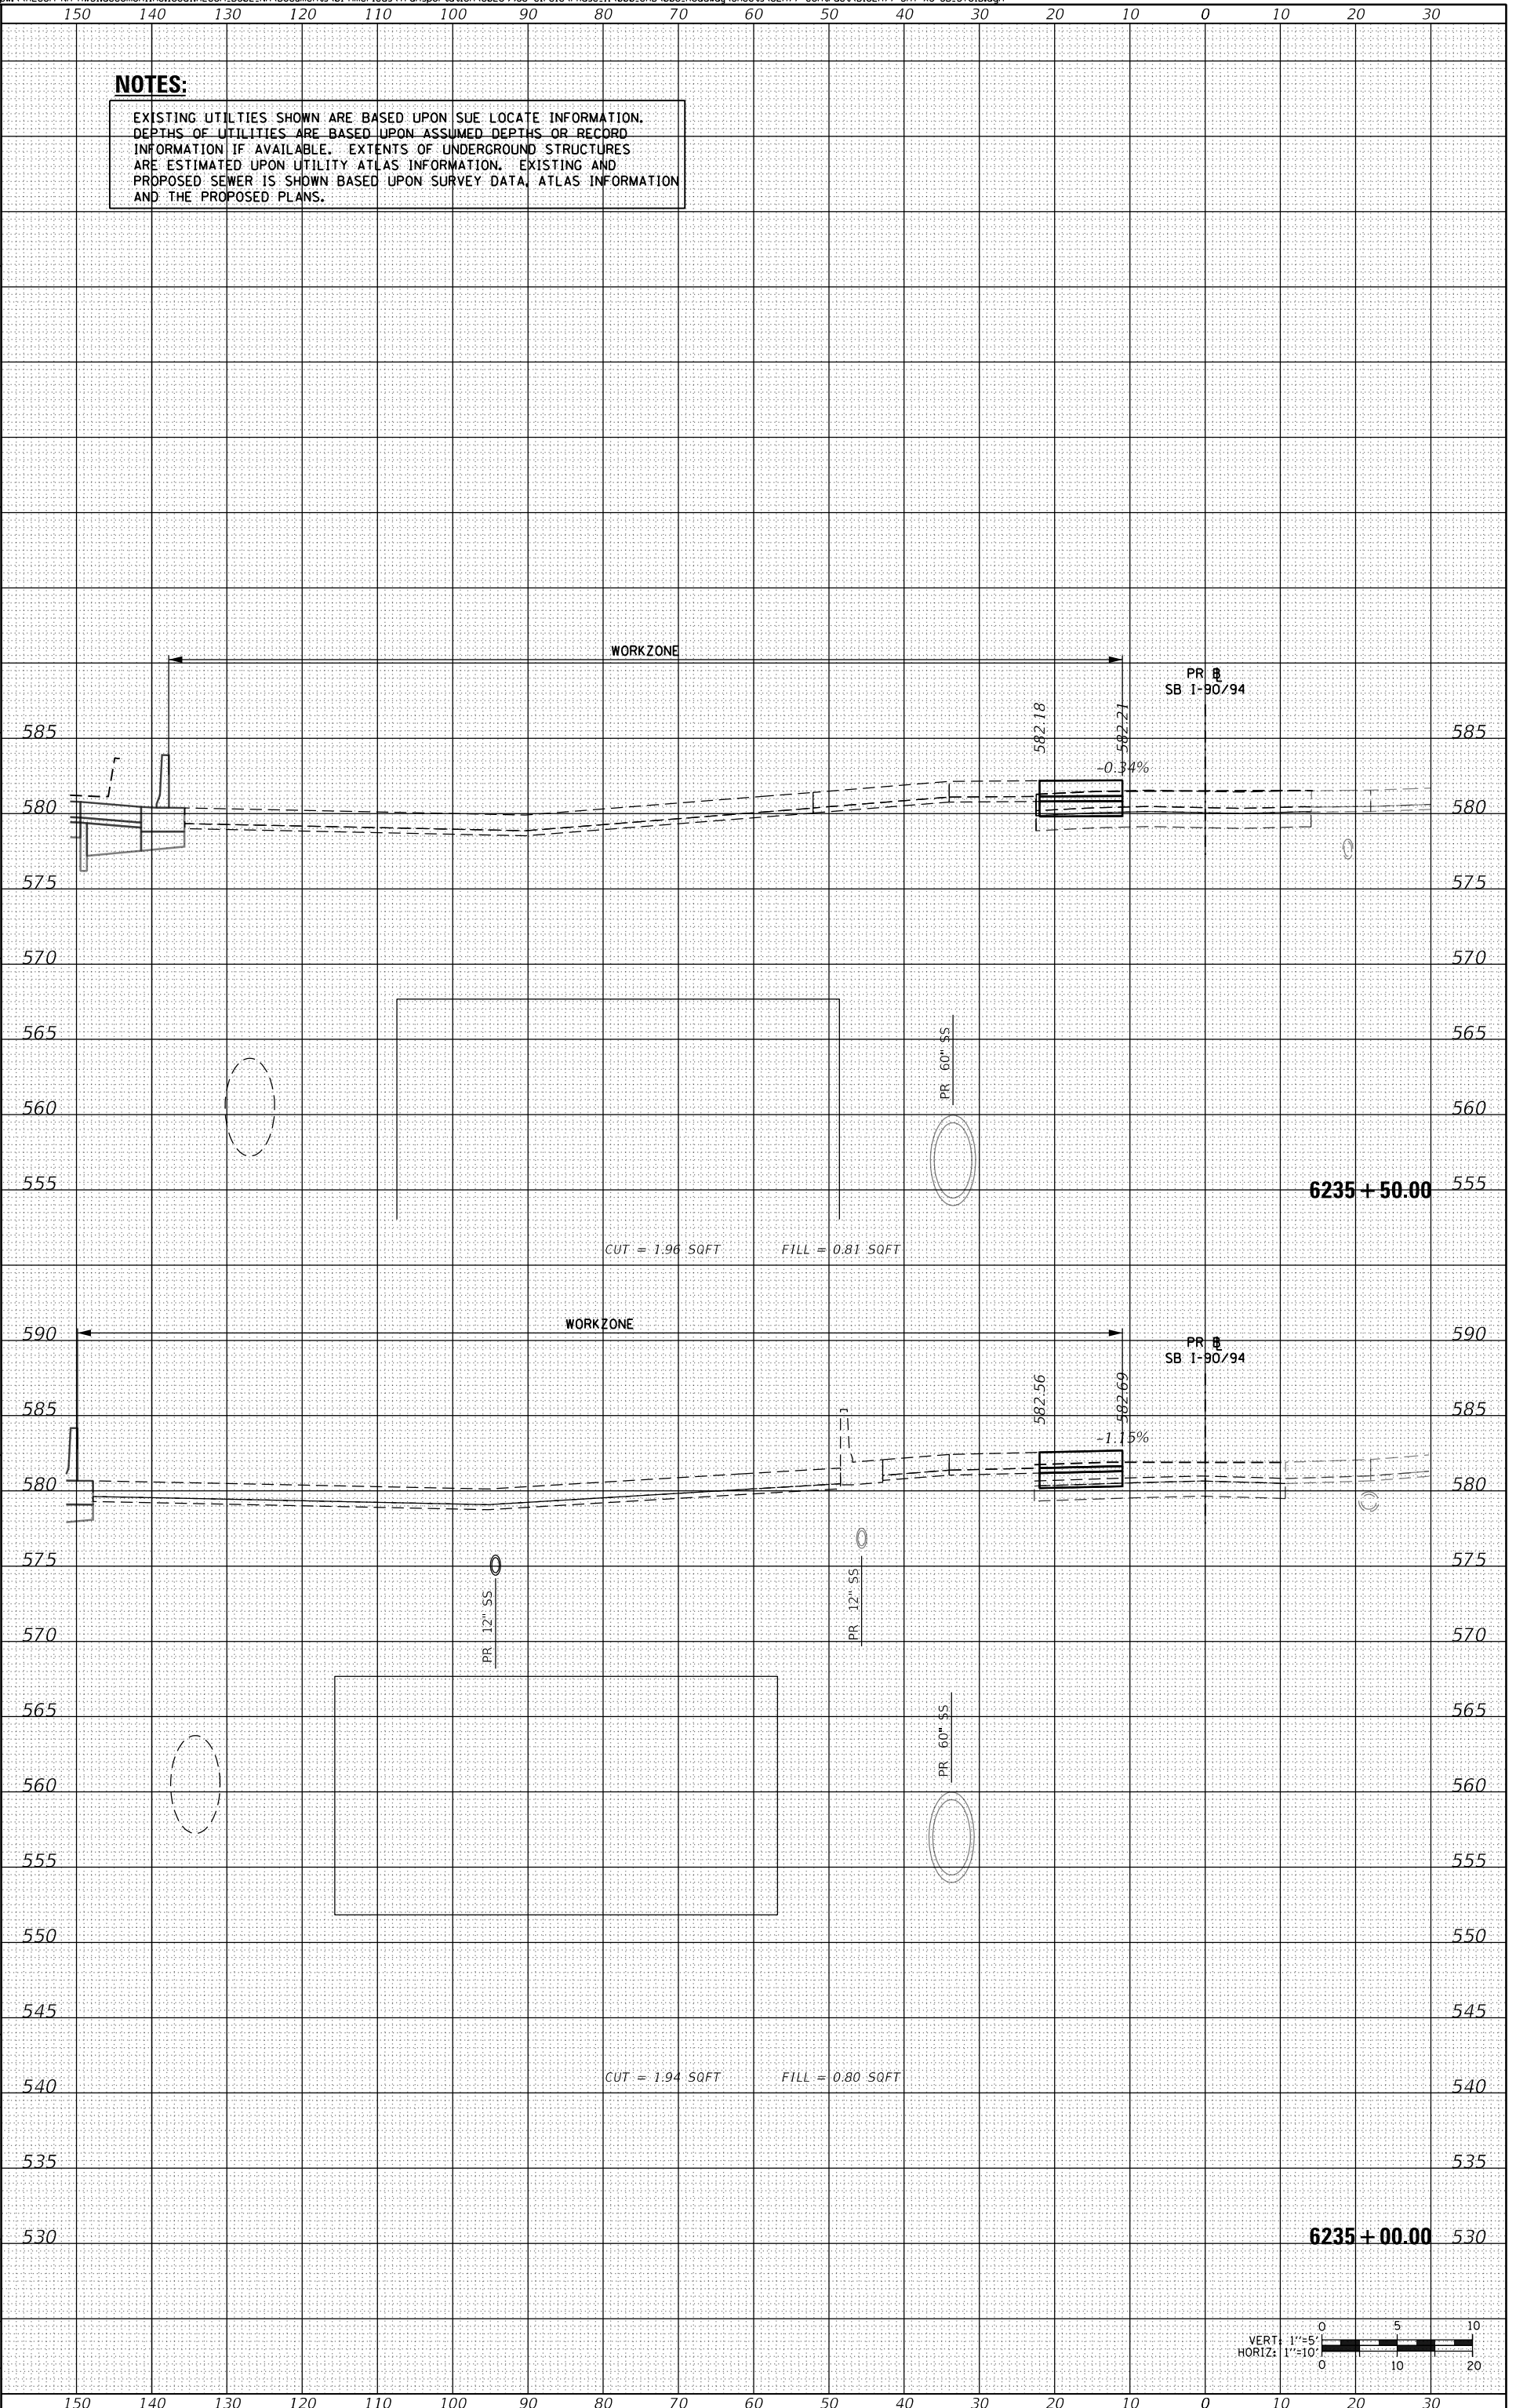 150 140 130 120 110 100 90 80 70 60 50 40 30 20 10 0 10 20 30
NOTES:
EXISTING UTILTIES SHOWN ARE BASED UPON SUE LOCATE INFORMATION.
DEPTHS OF UTILITIES ARE BASED UPON ASSUMED DEPTHS OR RECORD
INFORMATION IF AVAILABLE. EXTENTS OF UNDERGROUND STRUCTURES
ARE ESTIMATED UPON UTILITY ATLAS INFORMATION. EXISTING AND
PROPOSED SEWER IS SHOWN BASED UPON SURVEY DATA, ATLAS INFORMATION
AND THE PROPOSED PLANS.
WORKZONE
PR BL
SB I-90/94
582.18
582.21
585 585
-0.34%
580 580
575 575
570 570
565 565
PR 60" SS
560 560
555 6235+50.00 555
CUT = 1.96 SQFT FILL = 0.81 SQFT
WORKZONE
590 590
PR BL
SB I-90/94
582.56
582.69
585 585
-1.15%
580 580
575 575
PR 12" SS
PR 12" SS
570 570
565 565
PR 60" SS
560 560
555 555
550 550
545 545
CUT = 1.94 SQFT FILL = 0.80 SQFT
540 540
535 535
530 6235+00.00 530
0 5 10
VERT: 1"=5'
HORIZ: 1"=10'
0 10 20
150 140 130 120 110 100 90 80 70 60 50 40 30 20 10 0 10 20 30